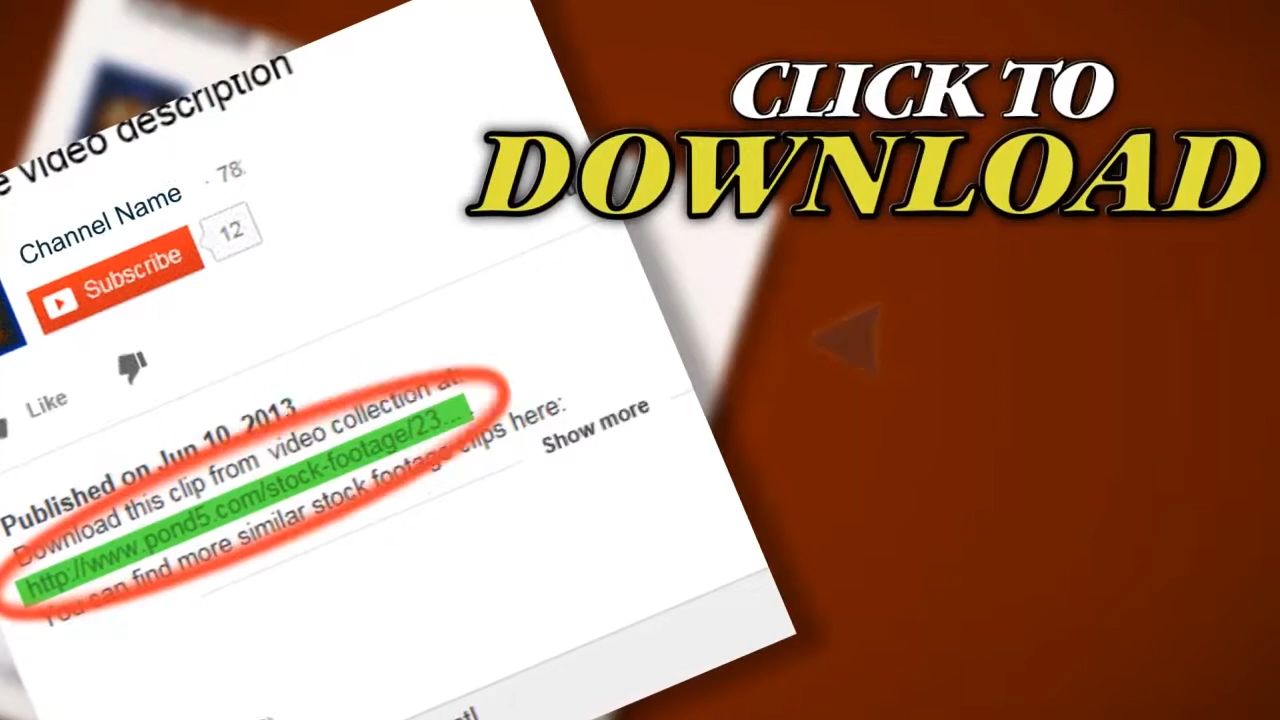 CLICK TO
DOWNLOAD
video description
Channel Name
Subscribe
12
Like
Published on Jun 10, 2013
Download this clip from video collection at:
http://www.pond5.com/stock-footage/23...
You can find more similar stock footage clips here:
Show more